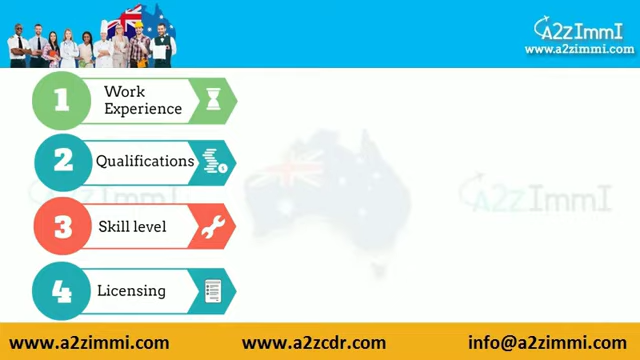 A2zImmI
www.a2zimmi.com
1
Work
Experience
2
Qualifications
3
Skill level
4
Licensing
A2zImmI
www.a2zimmi.com
www.a2zcdr.com
info@a2zimmi.com